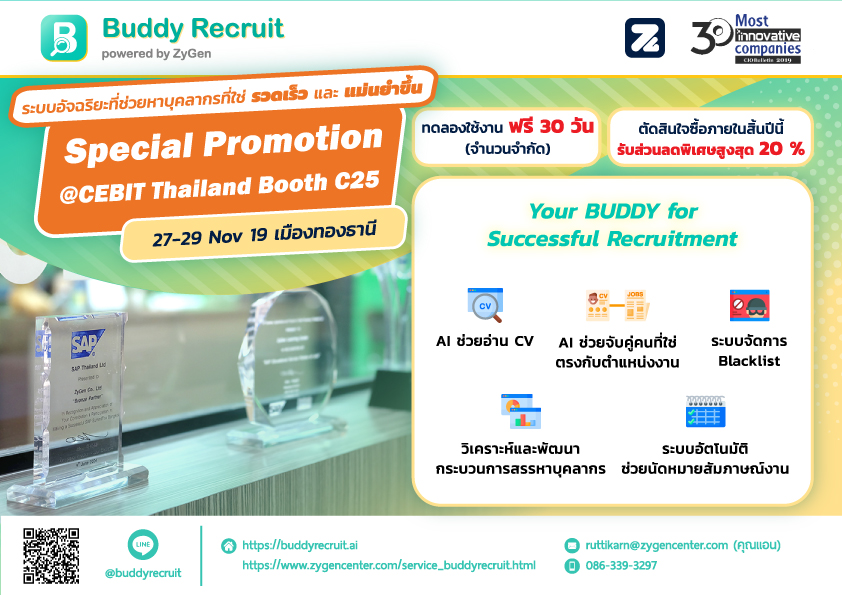 Buddy Recruit
powered by ZyGen
Most
innovative
30 companies
CIO Bulletin 2019
ระบบอัจฉริยะที่ช่วยหาบุคลากรที่ใช่ รวดเร็ว และ แม่นยำขึ้น
Special Promotion
@CEBIT Thailand Booth C25
27-29 Nov 19 เมืองทองธานี
ทดลองใช้งาน ฟรี 30 วัน
(จำนวนจำกัด)
ตัดสินใจซื้อภายในสิ้นปีนี้
รับส่วนลดพิเศษสูงสุด 20 %
Your BUDDY for
Successful Recruitment
CV
AI ช่วยอ่าน CV
CV JOBS
AI ช่วยจับคู่คนที่ใช่
ตรงกับตำแหน่งงาน
ระบบจัดการ
Blacklist
วิเคราะห์และพัฒนา
กระบวนการสรรหาบุคลากร
ระบบอัตโนมัติ
ช่วยนัดหมายสัมภาษณ์งาน
SAP
SAP Thailand Ltd
Presented to
ZyGen Co., Ltd
LINE
@buddyrecruit
https://buddyrecruit.ai
https://www.zygencenter.com/service_buddyrecruit.html
ruttikarn@zygencenter.com (คุณแอน)
086-339-3297